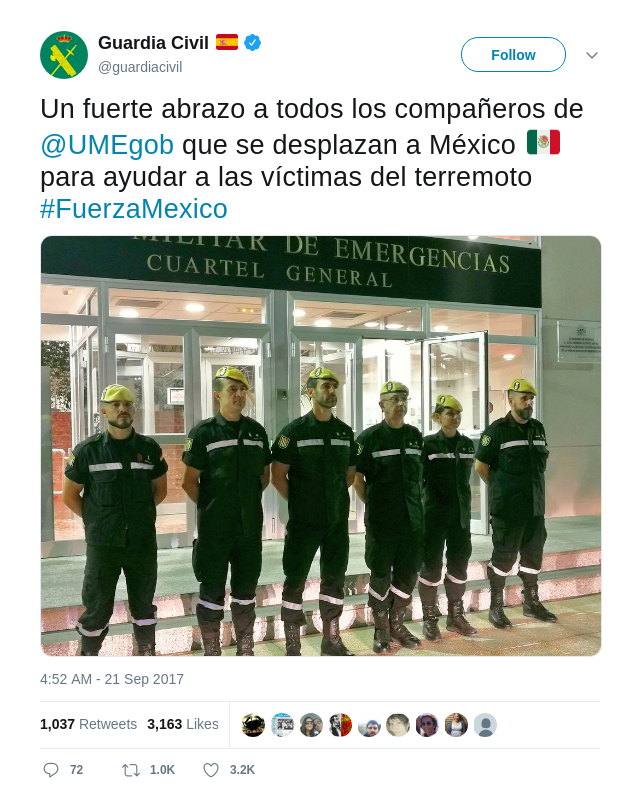 Guardia Civil
@guardiacivil
Follow
Un fuerte abrazo a todos los compañeros de
@UMEgob que se desplazan a México
para ayudar a las víctimas del terremoto
#FuerzaMexico
MILITAR DE EMERGENCIAS
CUARTEL GENERAL
4:52 AM - 21 Sep 2017
1,037 Retweets 3,163 Likes
72 1.0K 3.2K